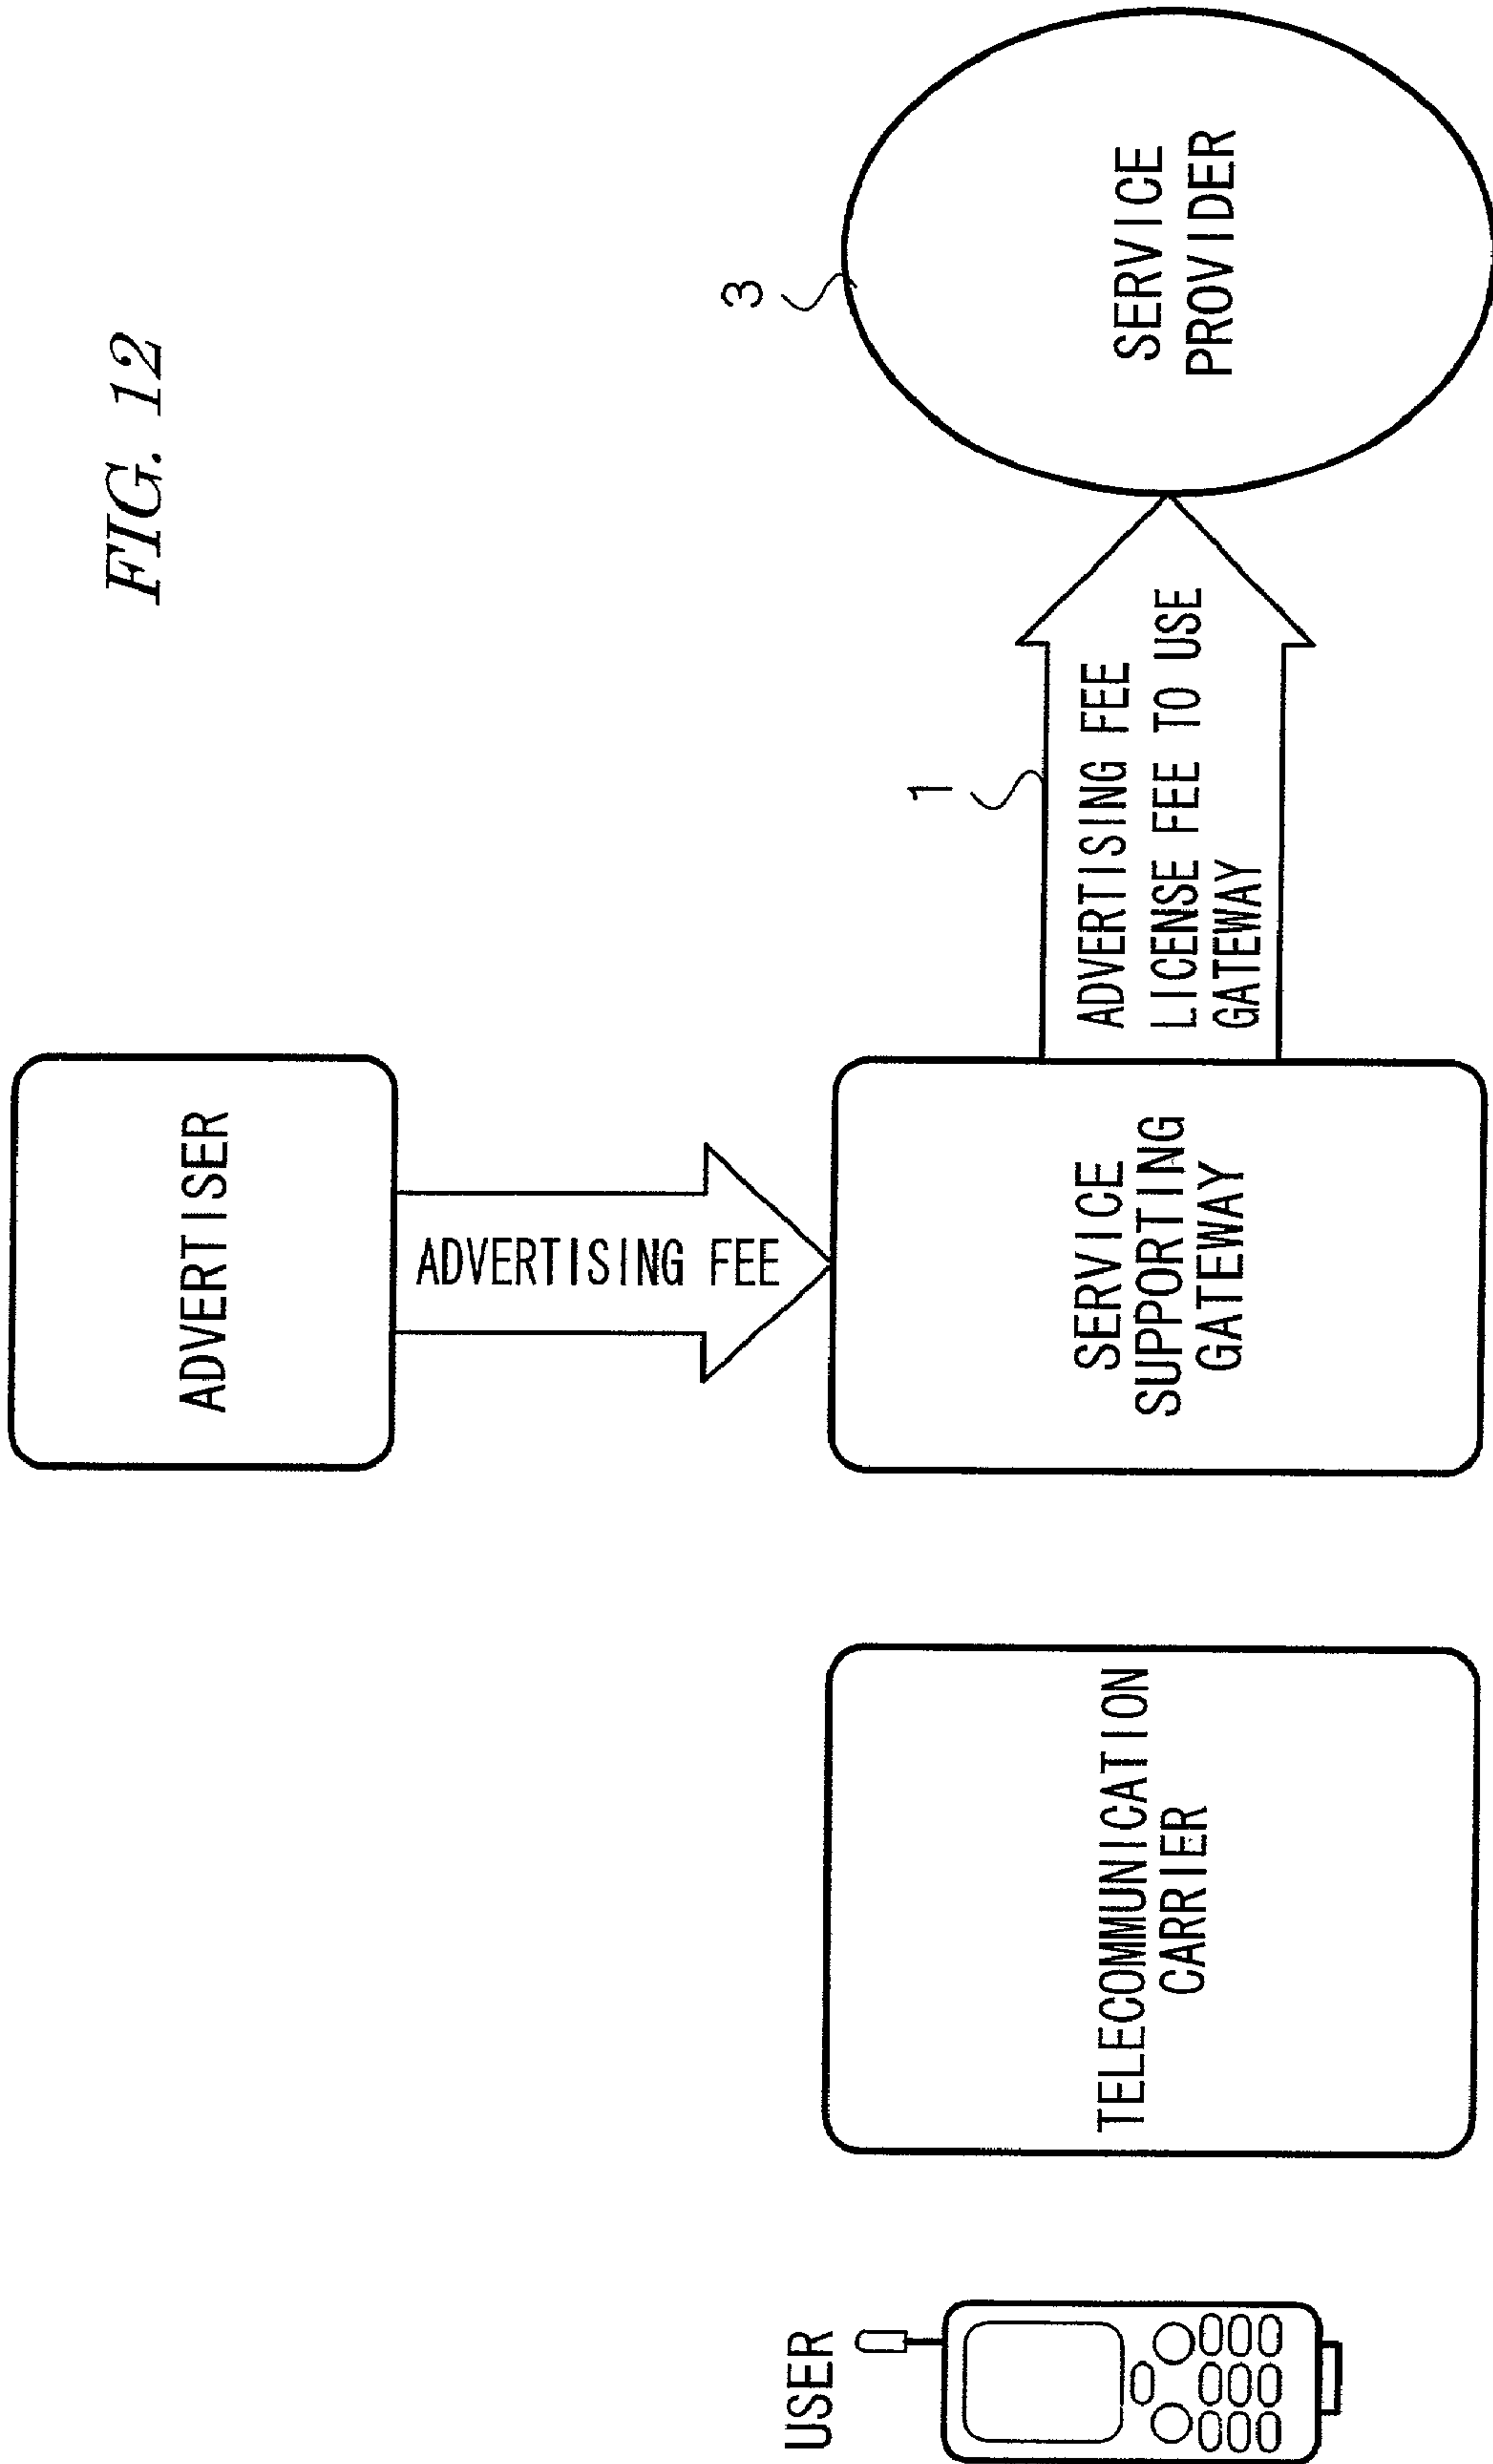 FIG. 12
ADVERTISER
ADVERTISING FEE
USER
TELECOMMUNICATION
CARRIER
SERVICE
SUPPORTING
GATEWAY
1
ADVERTISING FEE
LICENSE FEE TO USE
GATEWAY
3
SERVICE
PROVIDER